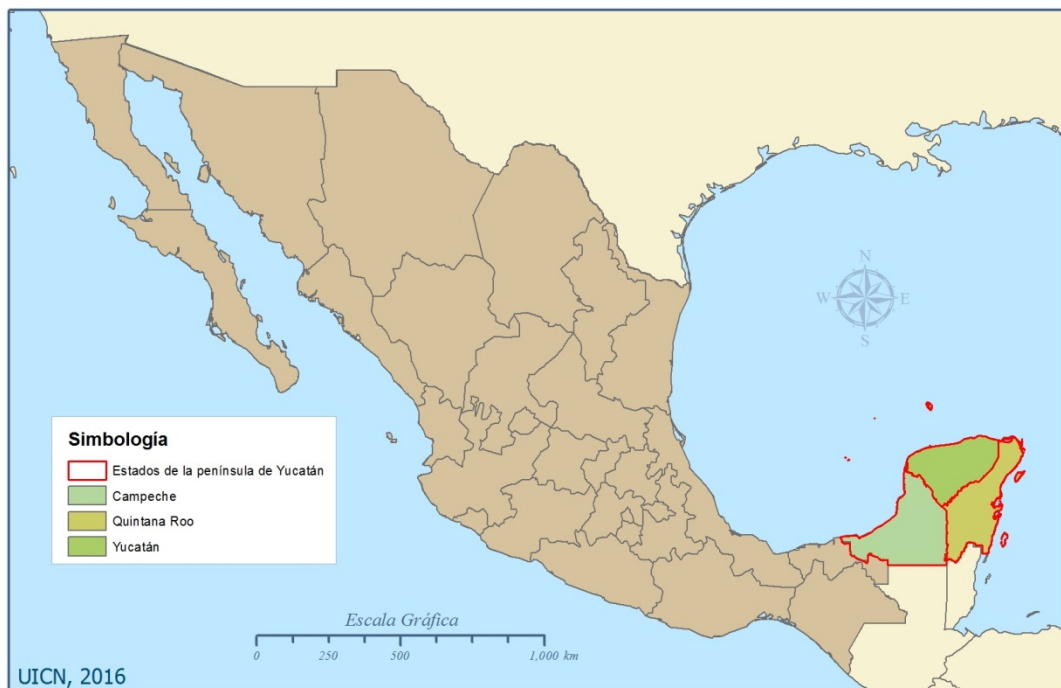 N
W E
S
Simbología
Estados de la península de Yucatán
Campeche
Quintana Roo
Yucatán
Escala Gráfica
0 250 500 1,000 km
UICN, 2016